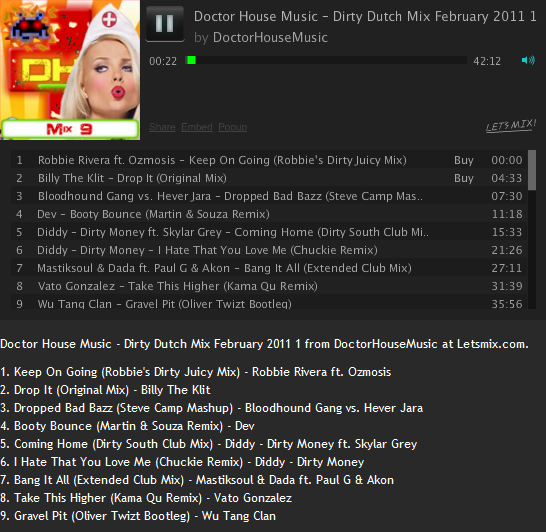 DH
Mix 9
Doctor House Music - Dirty Dutch Mix February 2011 1
by DoctorHouseMusic
00:22 42:12
Share Embed Popup
LET'S MIX!
1 Robbie Rivera ft. Ozmosis - Keep On Going (Robbie's Dirty Juicy Mix) Buy 00:00
2 Billy The Klit - Drop It (Original Mix) Buy 04:33
3 Bloodhound Gang vs. Hever Jara - Dropped Bad Bazz (Steve Camp Mas.. 07:30
4 Dev - Booty Bounce (Martin & Souza Remix) 11:18
5 Diddy - Dirty Money ft. Skylar Grey - Coming Home (Dirty South Club Mi.. 15:33
6 Diddy - Dirty Money - I Hate That You Love Me (Chuckie Remix) 21:26
7 Mastiksoul & Dada ft. Paul G & Akon - Bang It All (Extended Club Mix) 27:11
8 Vato Gonzalez - Take This Higher (Kama Qu Remix) 31:39
9 Wu Tang Clan - Gravel Pit (Oliver Twizt Bootleg) 35:56
Doctor House Music - Dirty Dutch Mix February 2011 1 from DoctorHouseMusic at Letsmix.com.
1. Keep On Going (Robbie's Dirty Juicy Mix) - Robbie Rivera ft. Ozmosis
2. Drop It (Original Mix) - Billy The Klit
3. Dropped Bad Bazz (Steve Camp Mashup) - Bloodhound Gang vs. Hever Jara
4. Booty Bounce (Martin & Souza Remix) - Dev
5. Coming Home (Dirty South Club Mix) - Diddy - Dirty Money ft. Skylar Grey
6. I Hate That You Love Me (Chuckie Remix) - Diddy - Dirty Money
7. Bang It All (Extended Club Mix) - Mastiksoul & Dada ft. Paul G & Akon
8. Take This Higher (Kama Qu Remix) - Vato Gonzalez
9. Gravel Pit (Oliver Twizt Bootleg) - Wu Tang Clan